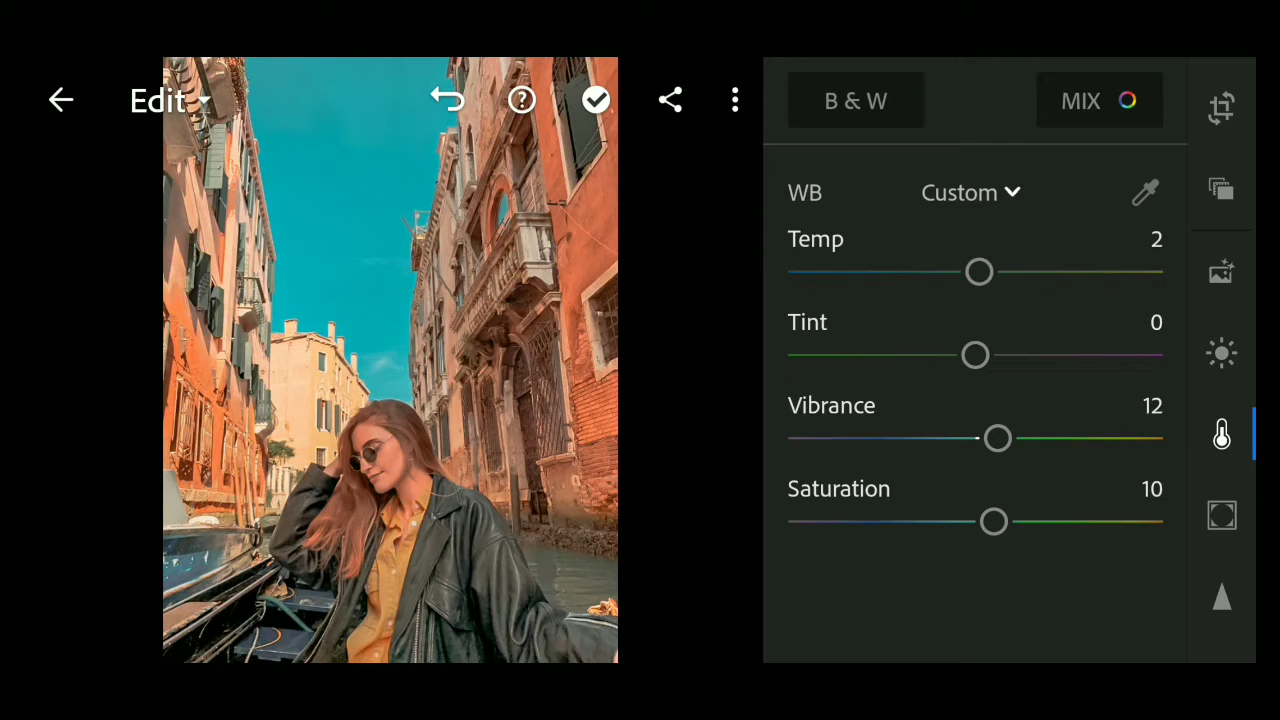 Edit
B & W
MIX
WB
Custom
Temp
2
Tint
0
Vibrance
12
Saturation
10